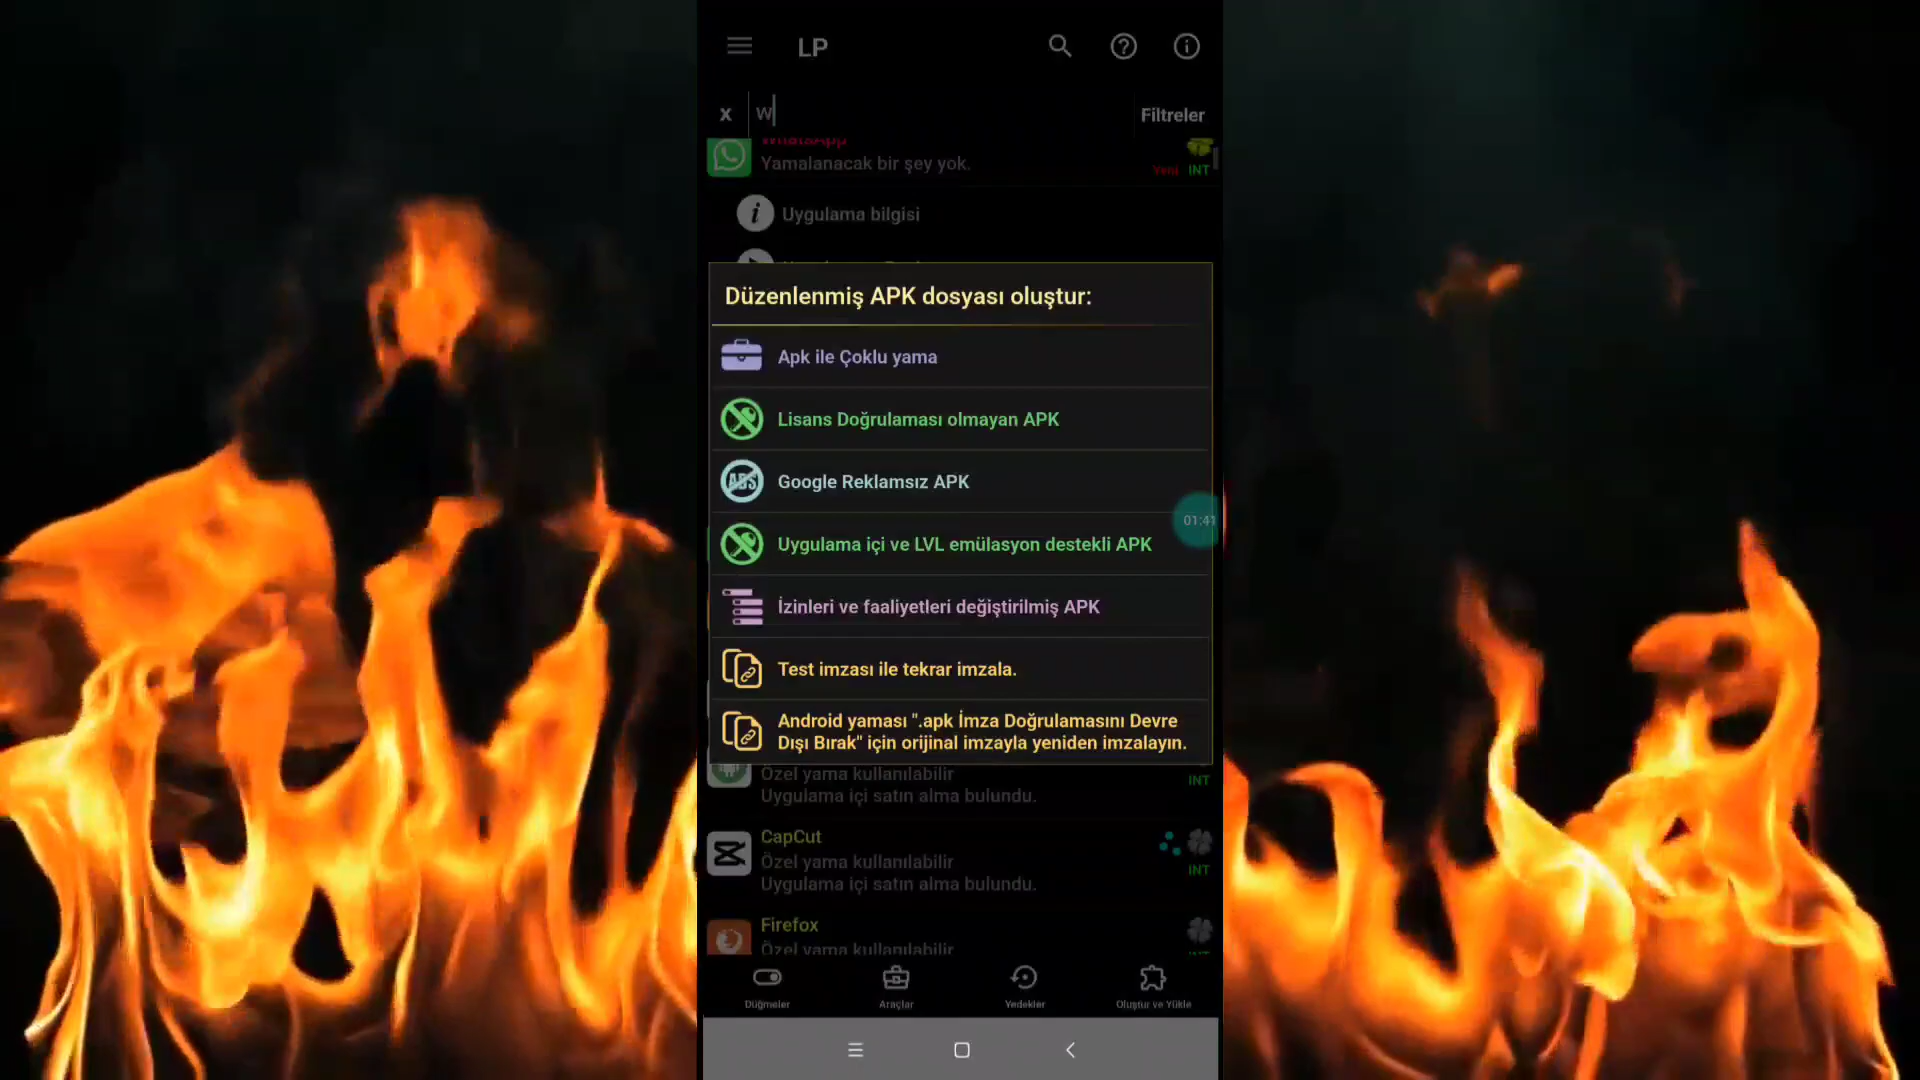 LP
x
W
Filtreler
WhatsApp
Yamalanacak bir şey yok.
Yeni INT
Uygulama bilgisi
Düzenlenmiş APK dosyası oluştur:
Apk ile Çoklu yama
Lisans Doğrulaması olmayan APK
ADS
Google Reklamsız APK
01:41
Uygulama içi ve LVL emülasyon destekli APK
İzinleri ve faaliyetleri değiştirilmiş APK
Test imzası ile tekrar imzala.
Android yaması ".apk İmza Doğrulamasını Devre
Dışı Bırak" için orijinal imzayla yeniden imzalayın.
Özel yama kullanılabilir
INT
Uygulama içi satın alma bulundu.
CapCut
Özel yama kullanılabilir
INT
Uygulama içi satın alma bulundu.
Firefox
Özel yama kullanılabilir
INT
Düğmeler
Araçlar
Yedekler
Oluştur ve Yükle